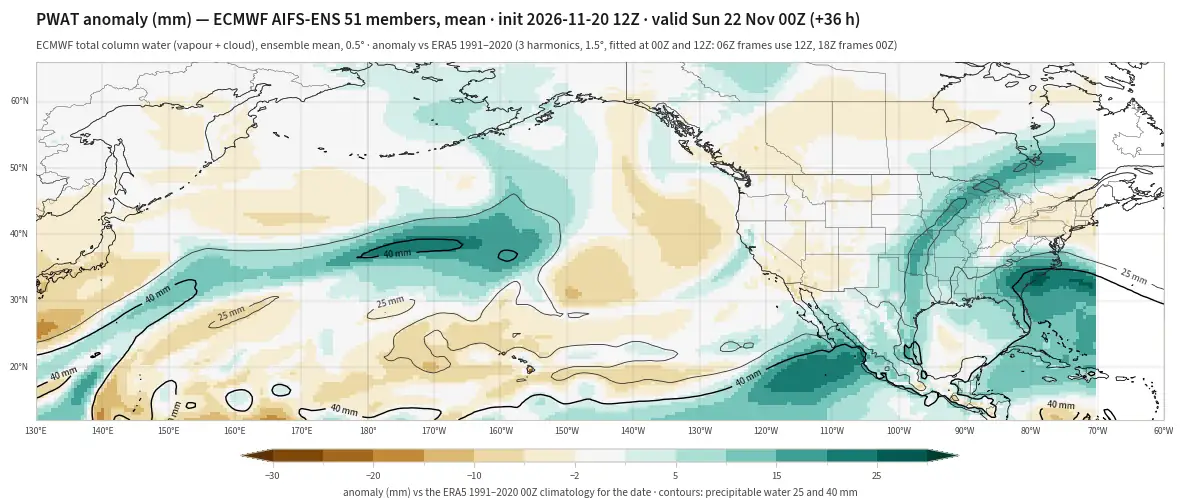 PWAT anomaly (mm) — ECMWF AIFS-ENS 51 members, mean · init 2026-11-20 12Z · valid Sun 22 Nov 00Z (+36 h)
ECMWF total column water (vapour + cloud), ensemble mean, 0.5° · anomaly vs ERA5 1991–2020 (3 harmonics, 1.5°, fitted at 00Z and 12Z: 06Z frames use 12Z, 18Z frames 00Z)
60°N
50°N
40°N
30°N
20°N
40 mm
40 mm
25 mm
25 mm
40 mm
25 mm
40 mm
40 mm
mm
40 mm
40 mm
130°E 140°E 150°E 160°E 170°E 180° 170°W 160°W 150°W 140°W 130°W 120°W 110°W 100°W 90°W 80°W 70°W 60°W
−30 −20 −10 −2 5 15 25
anomaly (mm) vs the ERA5 1991–2020 00Z climatology for the date · contours: precipitable water 25 and 40 mm